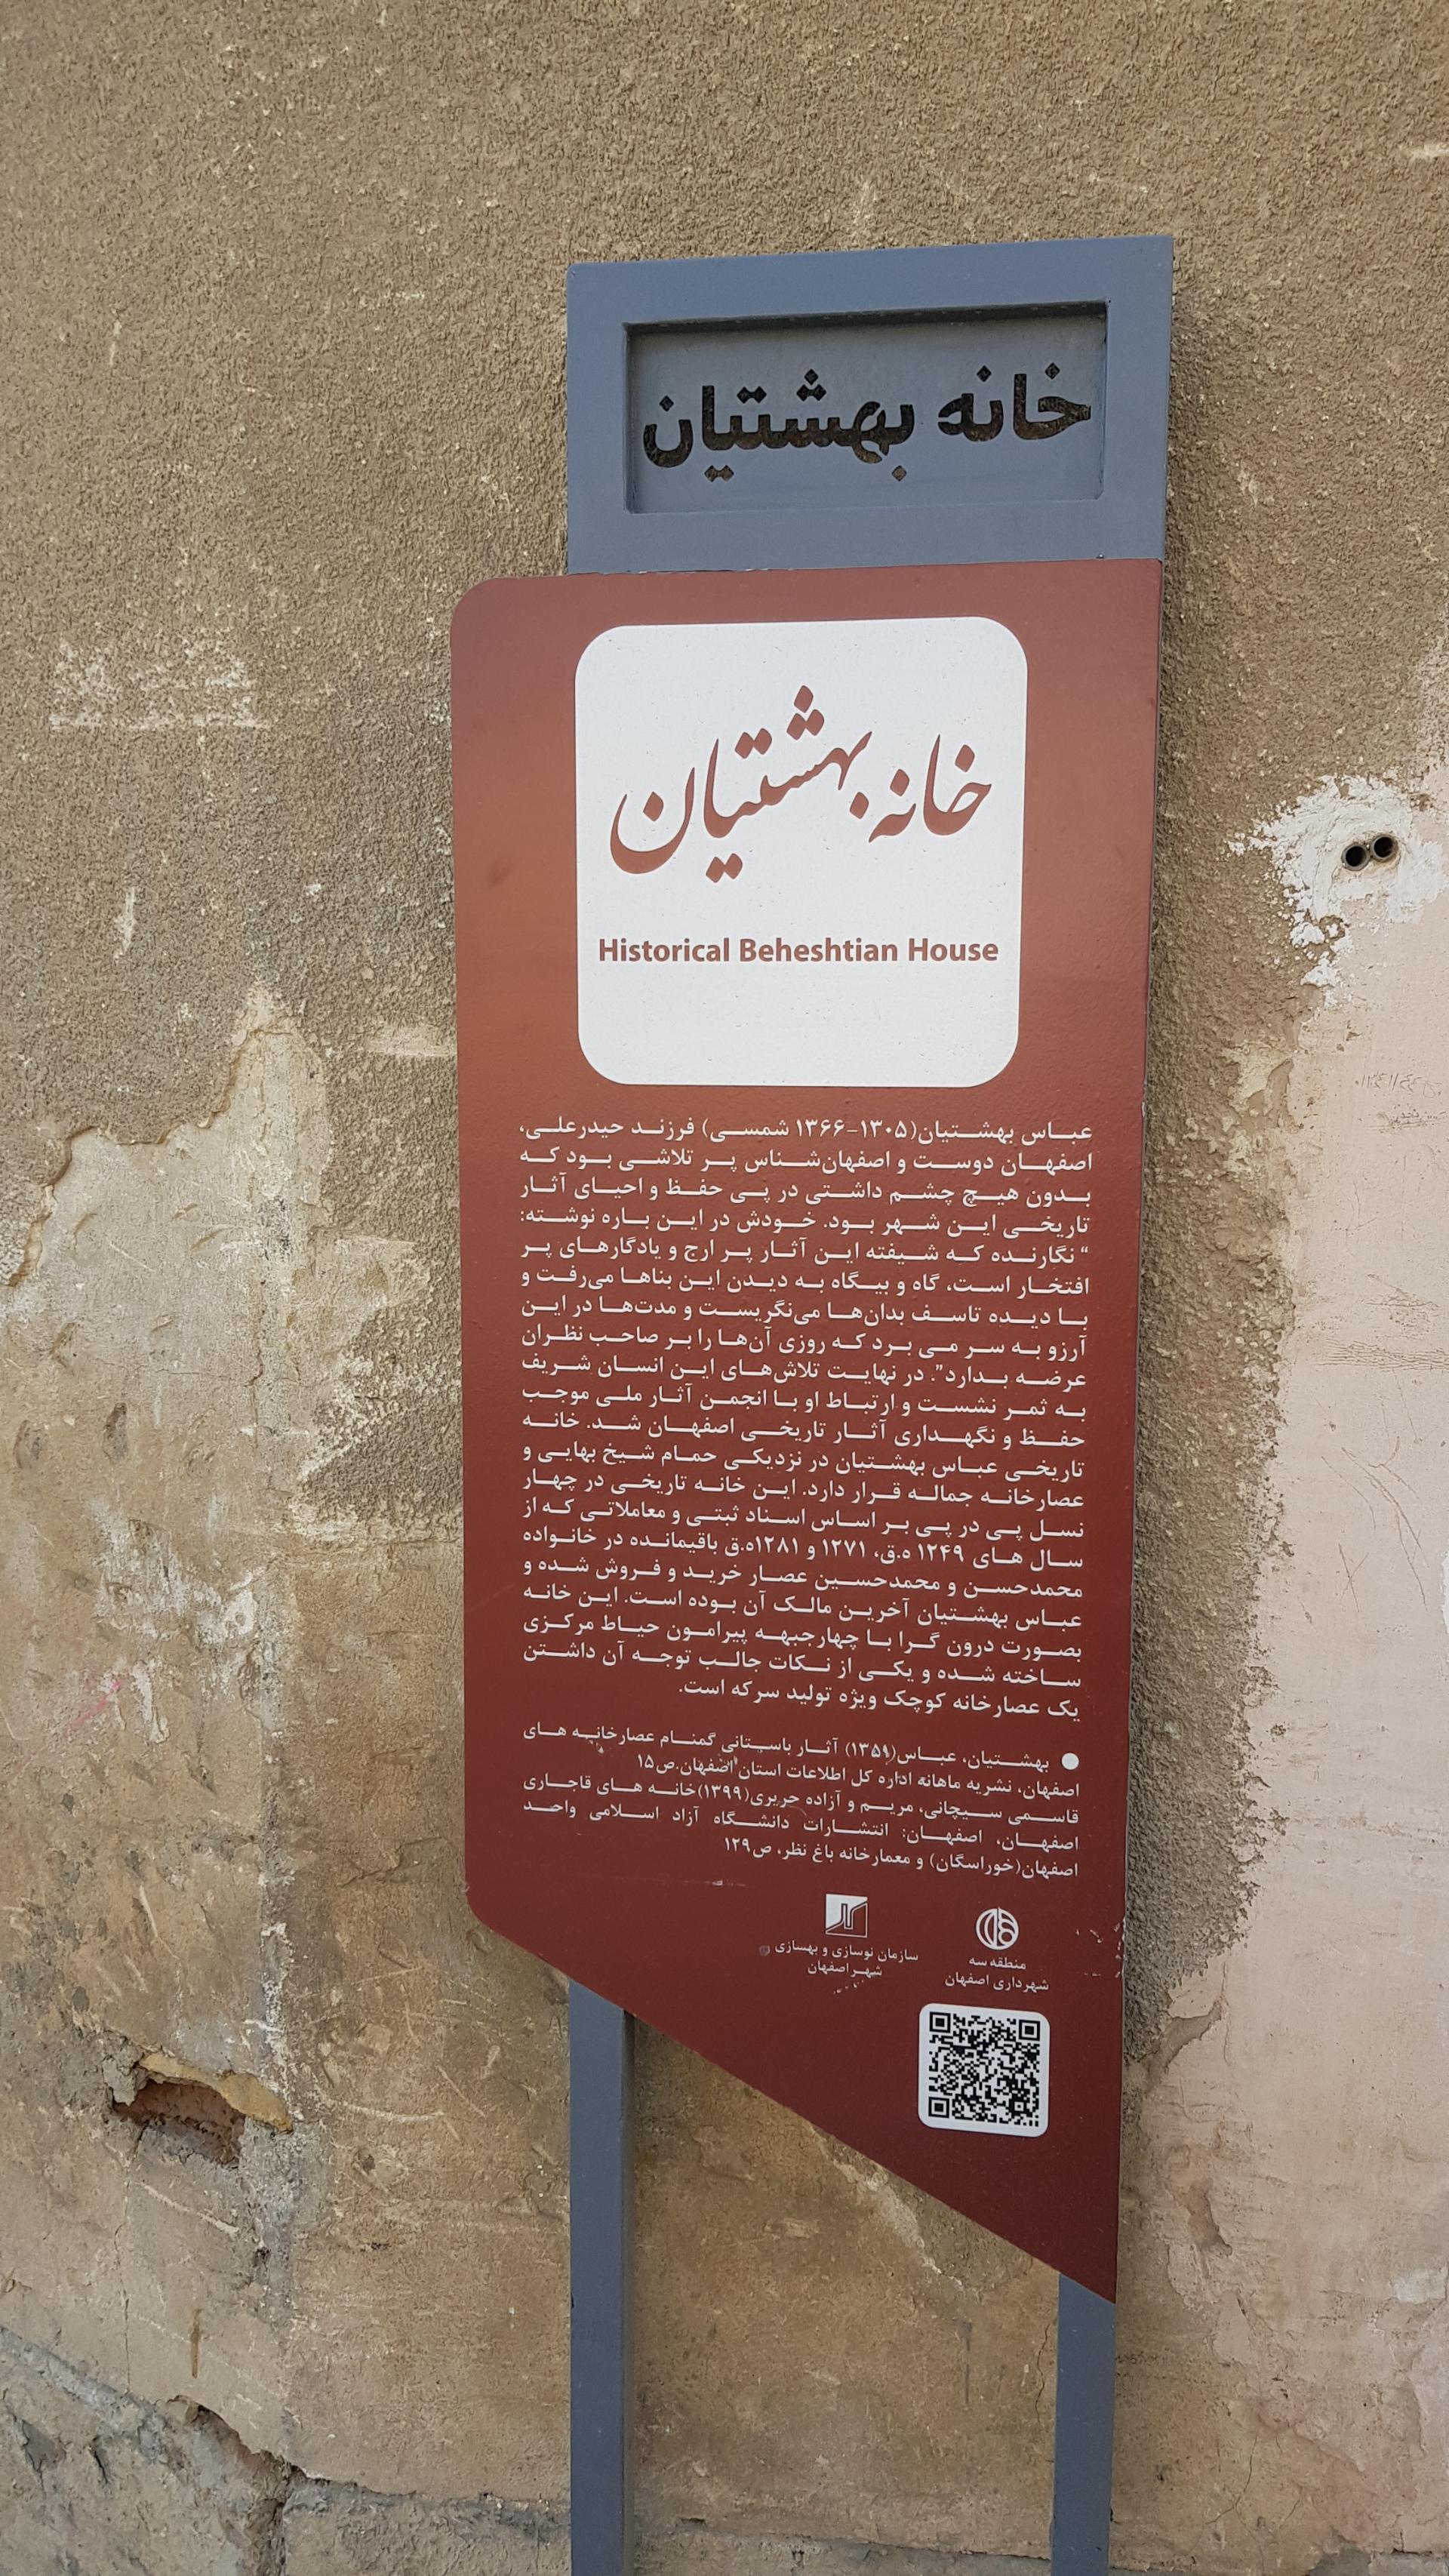 خانه بهشتیان
خانه بهشتیان
Historical Beheshtian House
عباس بهشتیان(۱۳۰۵-۱۳۶۶ شمسی) فرزند حیدرعلی،
اصفهان دوست و اصفهان‌شناس پر تلاشی بود که
بدون هیچ چشم داشتی در پی حفظ و احیای آثار
تاریخی این شهر بود. خودش در این باره نوشته:
“ نگارنده که شیفته این آثار پر ارج و یادگارهای پر
افتخار است، گاه و بیگاه به دیدن این بناها می‌رفت و
با دیده تاسف بدان‌ها می‌نگریست و مدت‌ها در این
آرزو به سر می برد که روزی آن‌ها را بر صاحب نظران
عرضه بدارد”. در نهایت تلاش‌های این انسان شریف
به ثمر نشست و ارتباط او با انجمن آثار ملی موجب
حفظ و نگهداری آثار تاریخی اصفهان شد. خانه
تاریخی عباس بهشتیان در نزدیکی حمام شیخ بهایی و
عصارخانه جماله قرار دارد. این خانه تاریخی در چهار
نسل پی در پی بر اساس اسناد ثبتی و معاملاتی که از
سال های ۱۲۴۹ ه.ق، ۱۲۷۱ و ۱۲۸۱ه.ق باقیمانده در خانواده
محمدحسن و محمدحسین عصار خرید و فروش شده و
عباس بهشتیان آخرین مالک آن بوده است. این خانه
بصورت درون گرا با چهارجبهه پیرامون حیاط مرکزی
ساخته شده و یکی از نکات جالب توجه آن داشتن
یک عصارخانه کوچک ویژه تولید سرکه است.
● بهشتیان، عباس(۱۳۵۹) آثار باستانی گمنام عصارخانه های
اصفهان، نشریه ماهانه اداره کل اطلاعات استان اصفهان.ص۱۵
قاسمی سیچانی، مریم و آزاده حریری(۱۳۹۹)خانه های قاجاری
اصفهان، اصفهان: انتشارات دانشگاه آزاد اسلامی واحد
اصفهان(خوراسگان) و معمارخانه باغ نظر، ص۱۲۹
منطقه سه
شهرداری اصفهان
سازمان نوسازی و بهسازی
شهر اصفهان